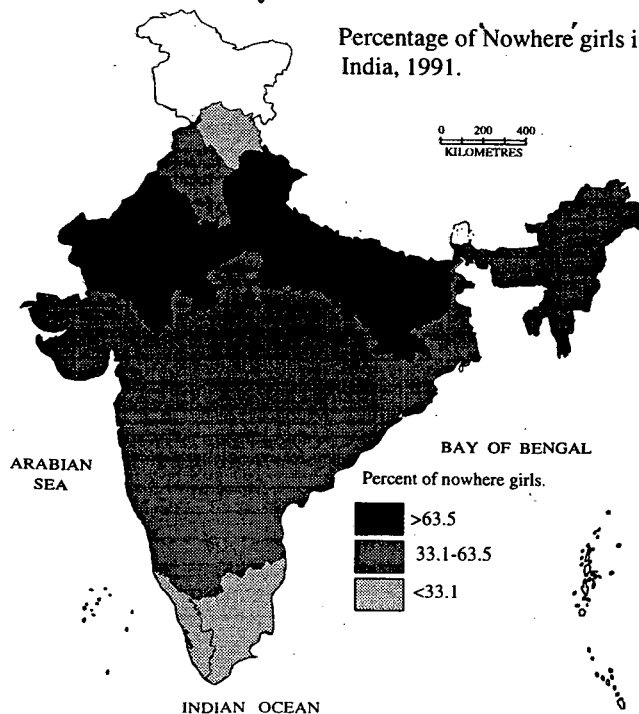 Percentage of 'Nowhere' girls i
India, 1991.
0 200 400
KILOMETRES
ARABIAN
SEA
BAY OF BENGAL
Percent of nowhere girls.
>63.5
33.1-63.5
<33.1
INDIAN OCEAN